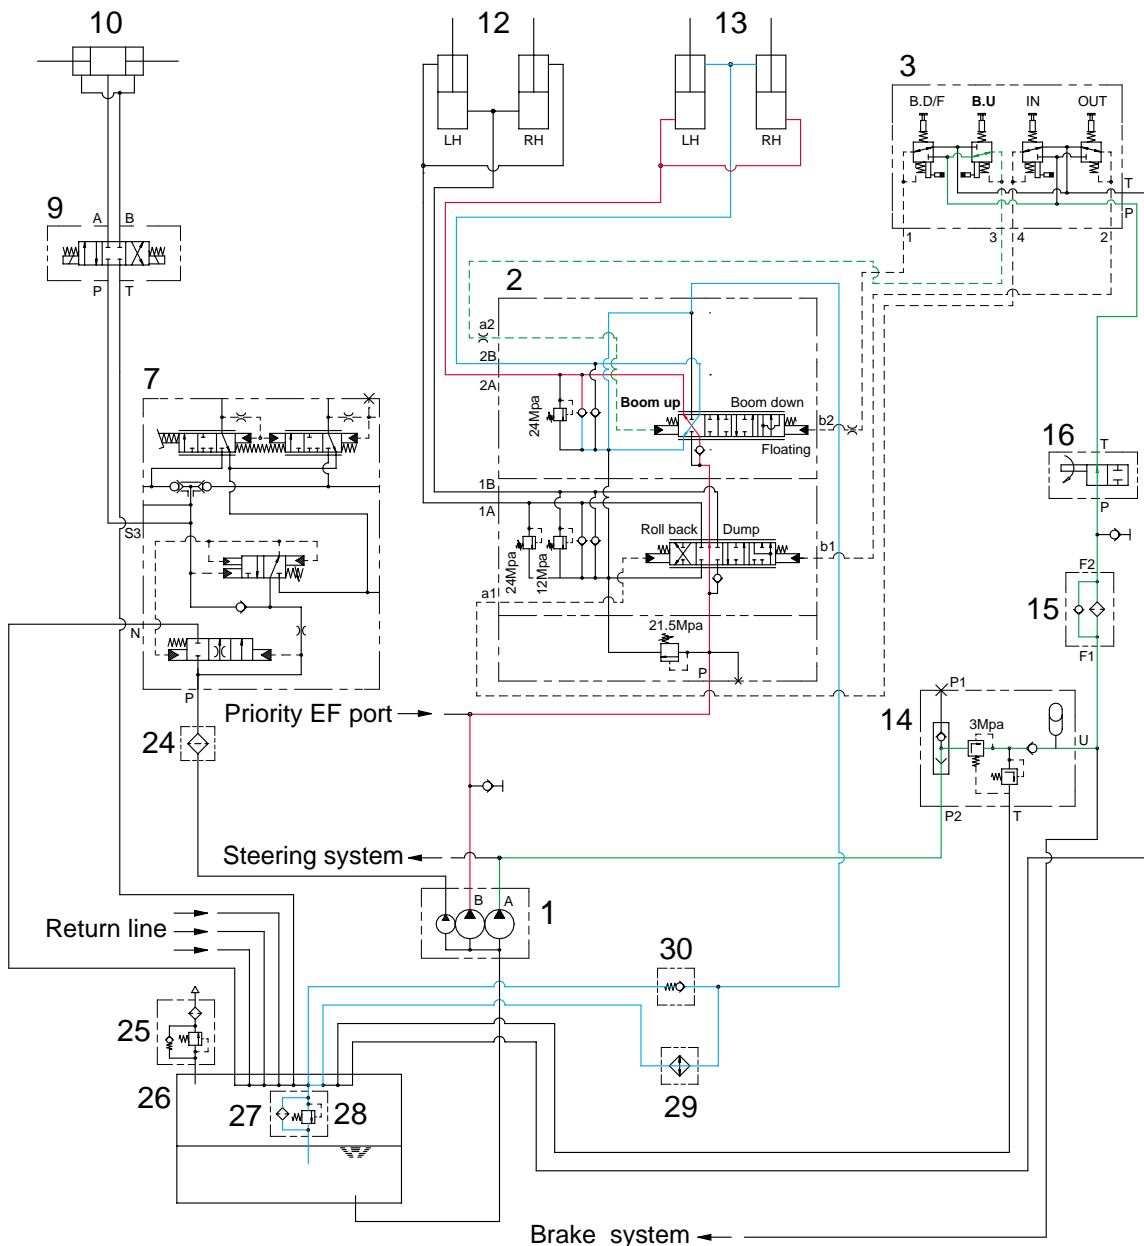 10
12
13
3
B.D/F B.U IN OUT
LH RH LH RH
T
P
9 A B
1 3 4 2
P T
2
a2
2B
2A
7
24Mpa
Boom up Boom down
b2
Floating
16 T
P
1B
1A
S3
Roll back Dump
b1
24Mpa
12Mpa
a1
F2
15
F1
N
21.5Mpa
P
P
P1
Priority EF port
14
3Mpa
24
U
P2 T
Steering system
B A
1
Return line
30
25
26
27 28
29
Brake system